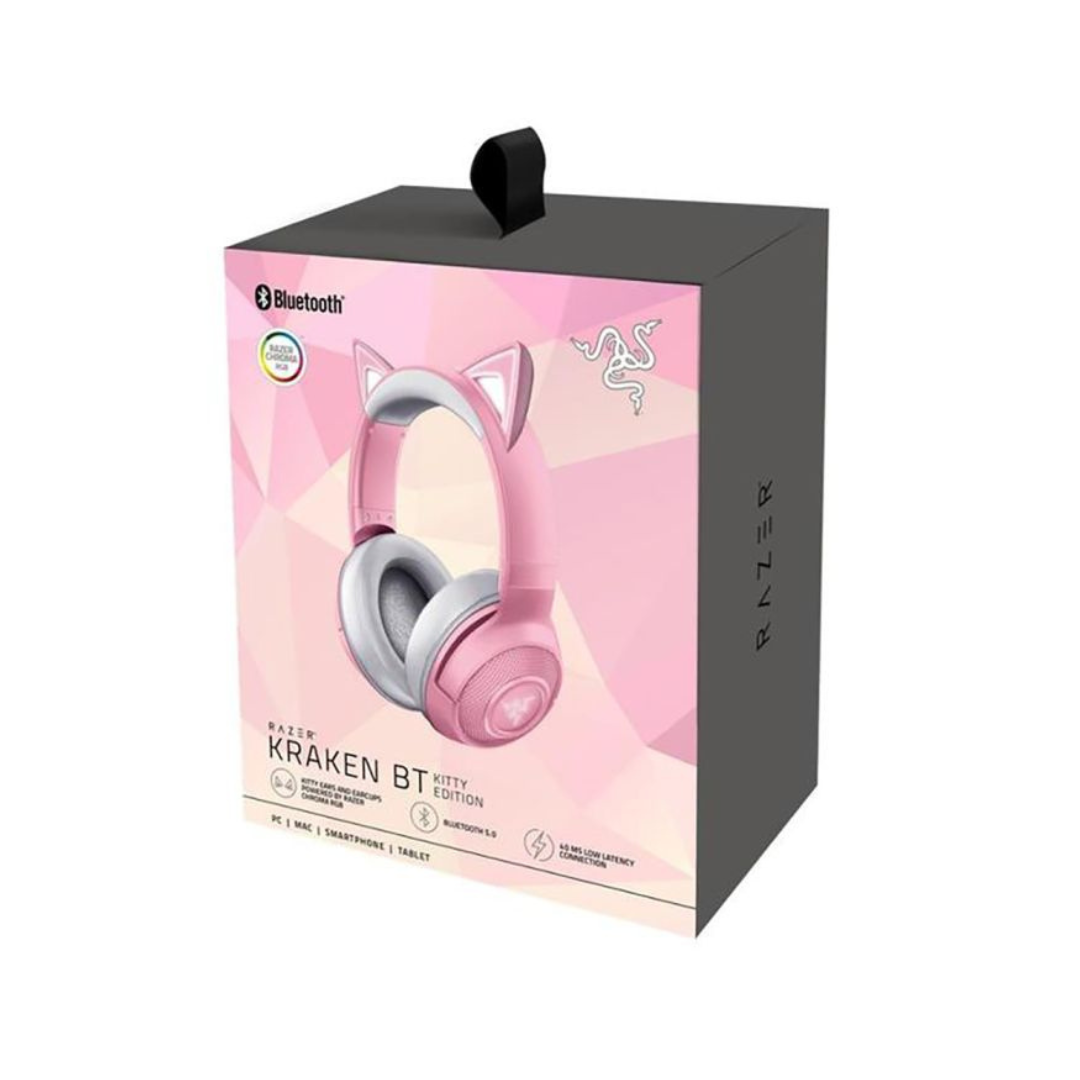 Bluetooth®
RAZER
CHROMA
RGB
RAZER
RAZER™
KRAKEN BT
KITTY
EDITION
KITTY EARS AND EARCUPS
POWERED BY RAZER
CHROMA RGB
BLUETOOTH 5.0
40 MS LOW LATENCY
CONNECTION
PC | MAC | SMARTPHONE | TABLET